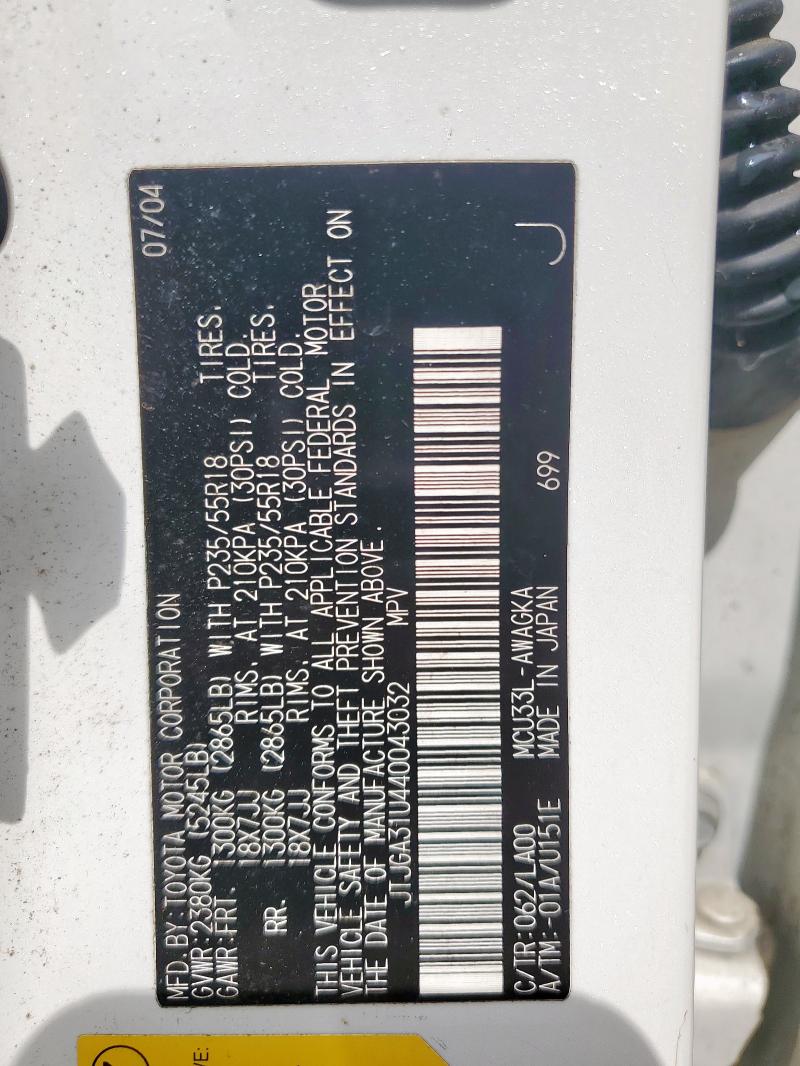 MFD. BY: TOYOTA MOTOR CORPORATION 07/04
GVWR: 2380KG (5245LB)
GAWR: FRT. 1300KG (2865LB) WITH P235/55R18 TIRES.
18X7JJ RIMS, AT 210KPA (30PSI) COLD.
RR. 1300KG (2865LB) WITH P235/55R18 TIRES.
18X7JJ RIMS, AT 210KPA (30PSI) COLD.
THIS VEHICLE CONFORMS TO ALL APPLICABLE FEDERAL MOTOR
VEHICLE SAFETY AND THEFT PREVENTION STANDARDS IN EFFECT ON
THE DATE OF MANUFACTURE SHOWN ABOVE.
JTJGA31U440043032 MPV
C/TR: 062/LA00 MCU33L-AWAGKA
A/TM: -01A/U151E MADE IN JAPAN 699
J